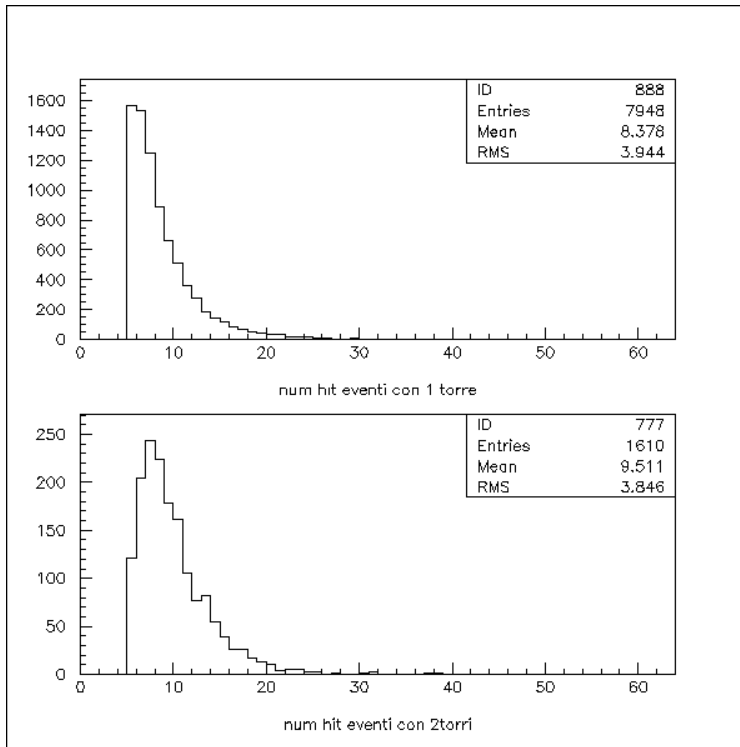 ID 888
Entries 7948
Mean 8.378
RMS 3.944
1600
1400
1200
1000
800
600
400
200
0
0 10 20 30 40 50 60
num hit eventi con 1 torre
ID 777
Entries 1610
Mean 9.511
RMS 3.846
250
200
150
100
50
0
0 10 20 30 40 50 60
num hit eventi con 2torri